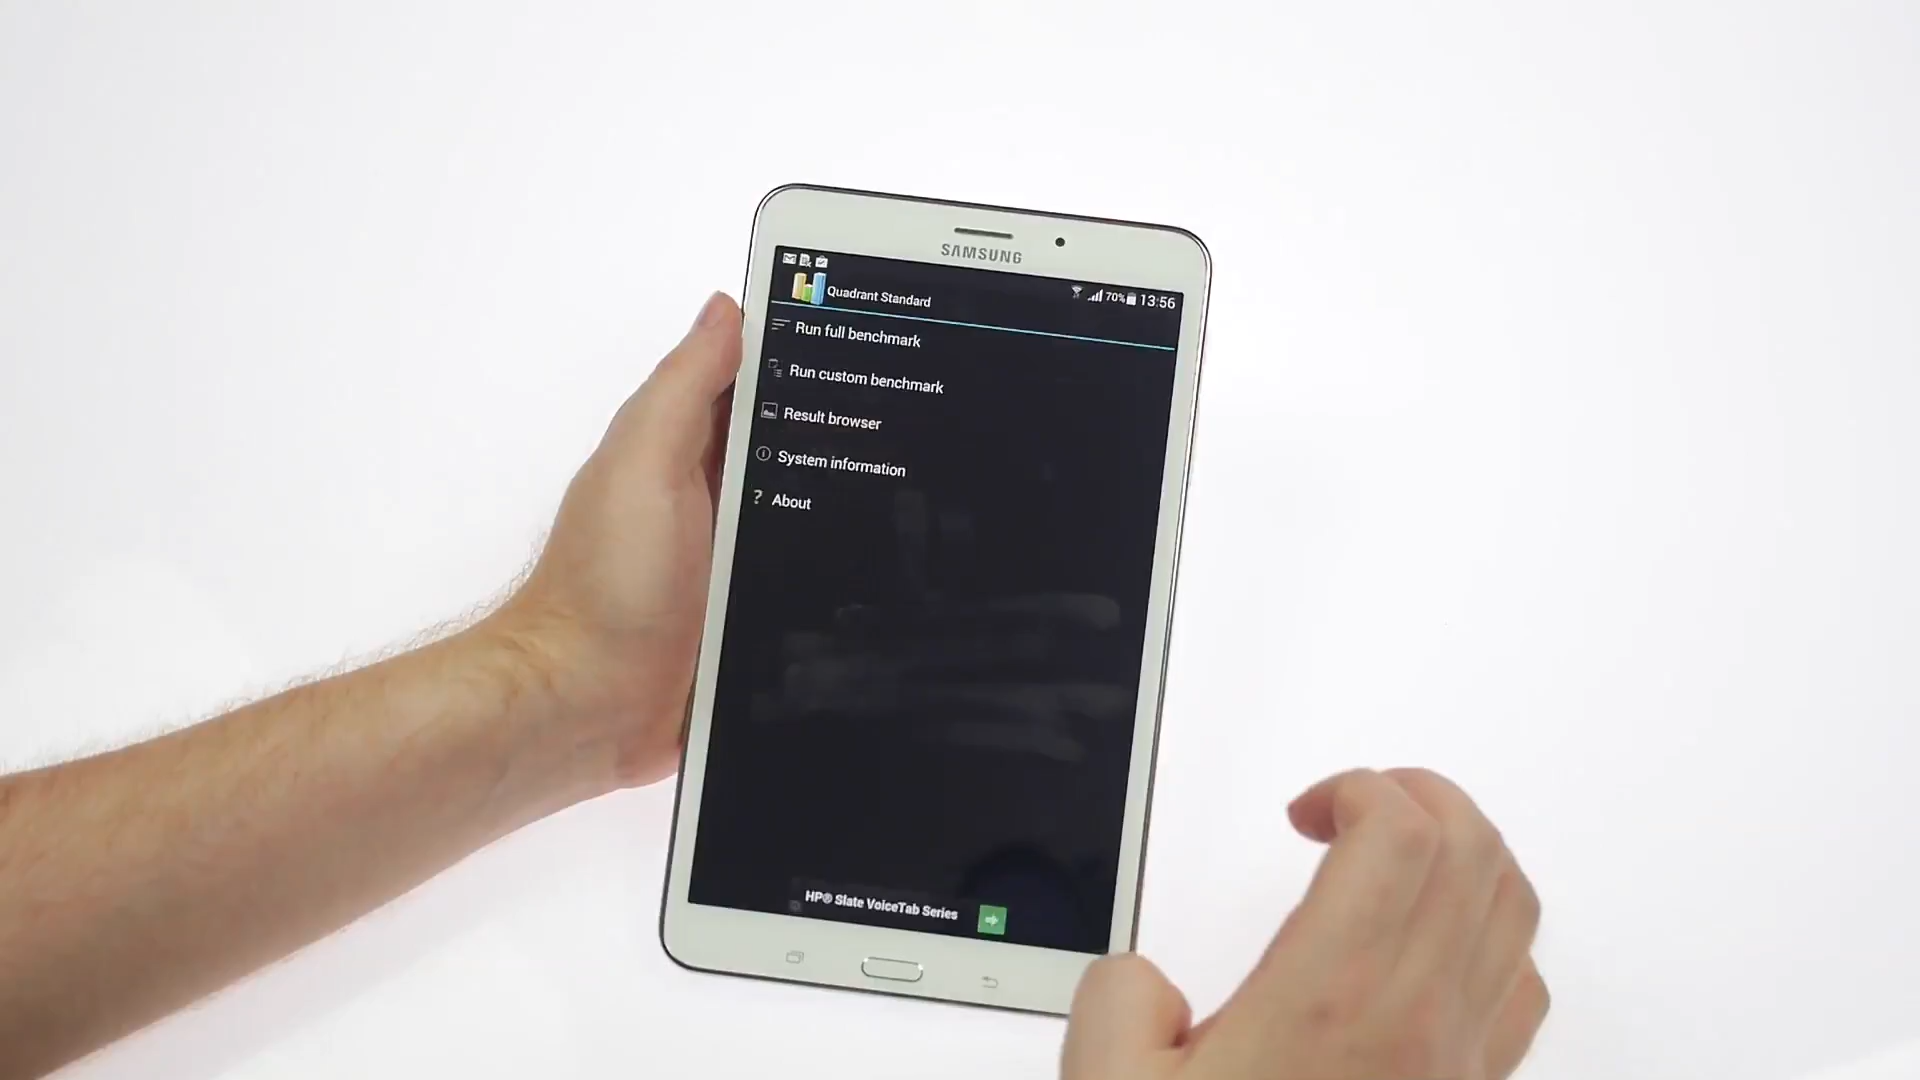 SAMSUNG
70% 13:56
Quadrant Standard
Run full benchmark
Run custom benchmark
Result browser
System information
? About
HP® Slate VoiceTab Series